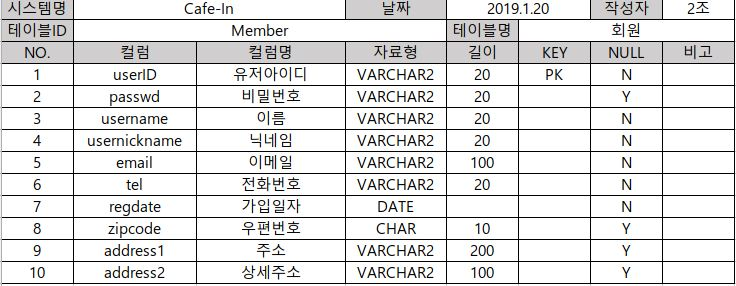 시스템명 Cafe-In 날짜 2019.1.20 작성자 2조
테이블ID Member 테이블명 회원
NO. 컬럼 컬럼명 자료형 길이 KEY NULL 비고
1 userID 유저아이디 VARCHAR2 20 PK N
2 passwd 비밀번호 VARCHAR2 20 Y
3 username 이름 VARCHAR2 20 N
4 usernickname 닉네임 VARCHAR2 20 N
5 email 이메일 VARCHAR2 100 N
6 tel 전화번호 VARCHAR2 20 N
7 regdate 가입일자 DATE N
8 zipcode 우편번호 CHAR 10 Y
9 address1 주소 VARCHAR2 200 Y
10 address2 상세주소 VARCHAR2 100 Y